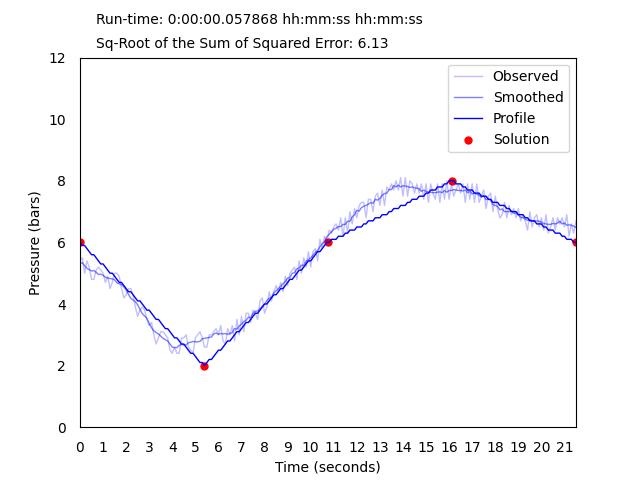 Run-time: 0:00:00.057868 hh:mm:ss hh:mm:ss
Sq-Root of the Sum of Squared Error: 6.13
Observed
Smoothed
Profile
Solution
12
10
8
6
4
2
0
Pressure (bars)
0 1 2 3 4 5 6 7 8 9 10 11 12 13 14 15 16 17 18 19 20 21
Time (seconds)